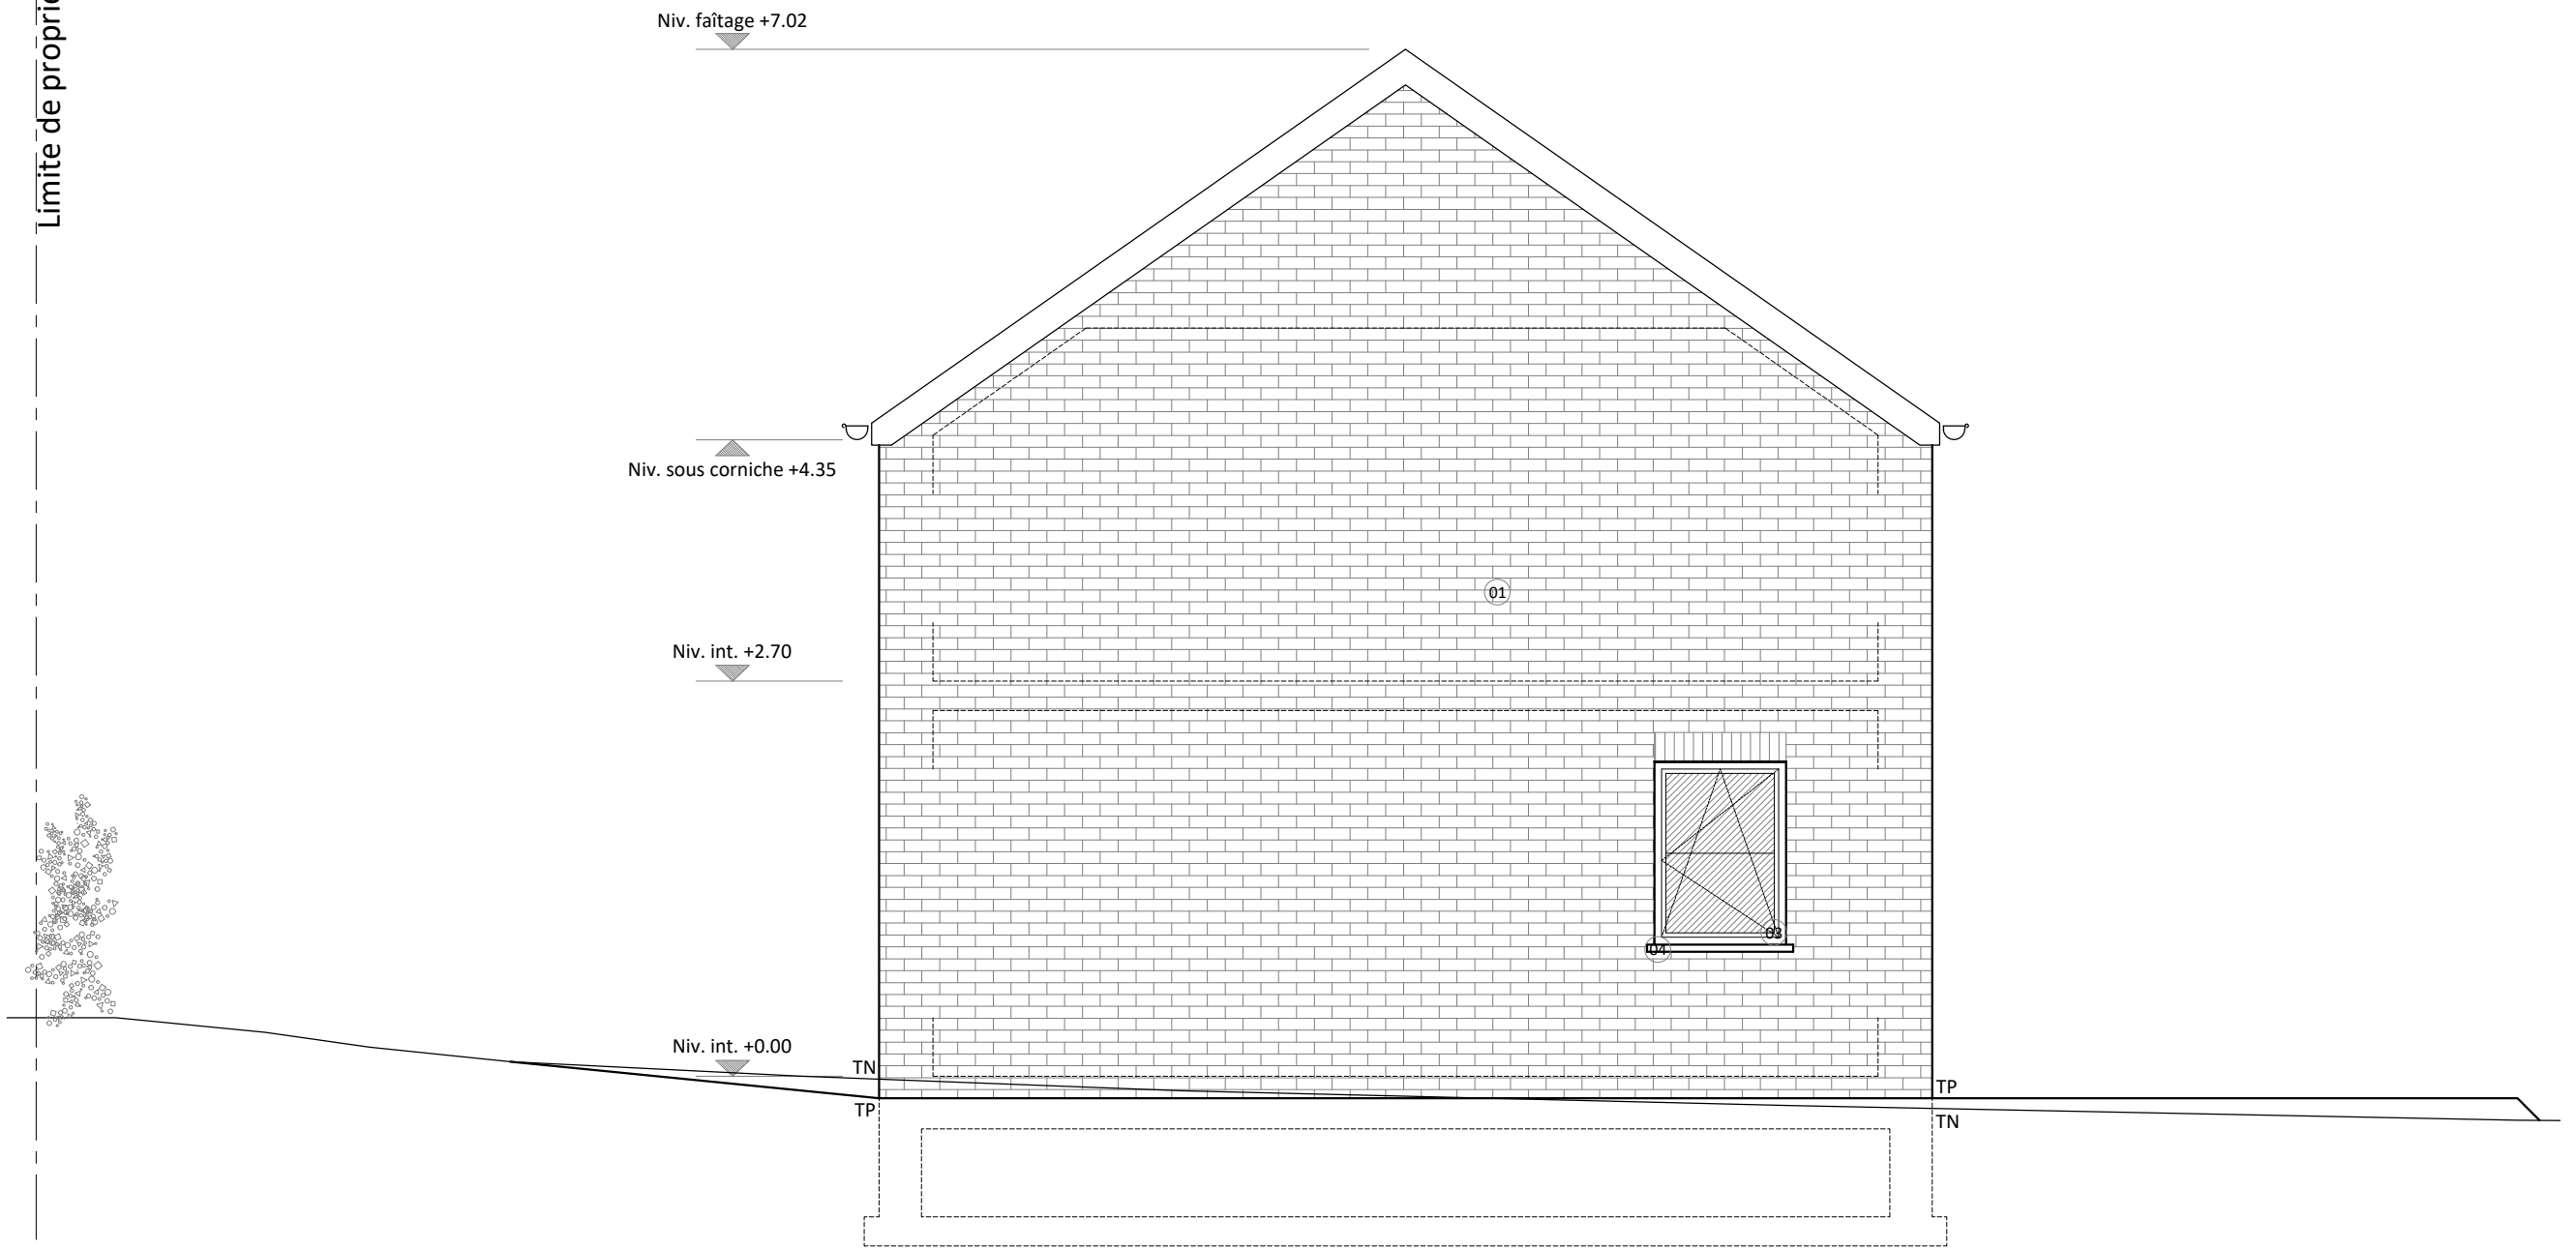 Limite de proprié
Niv. faîtage +7.02
Niv. sous corniche +4.35
01
Niv. int. +2.70
03
04
Niv. int. +0.00
TN
TP
TP
TN